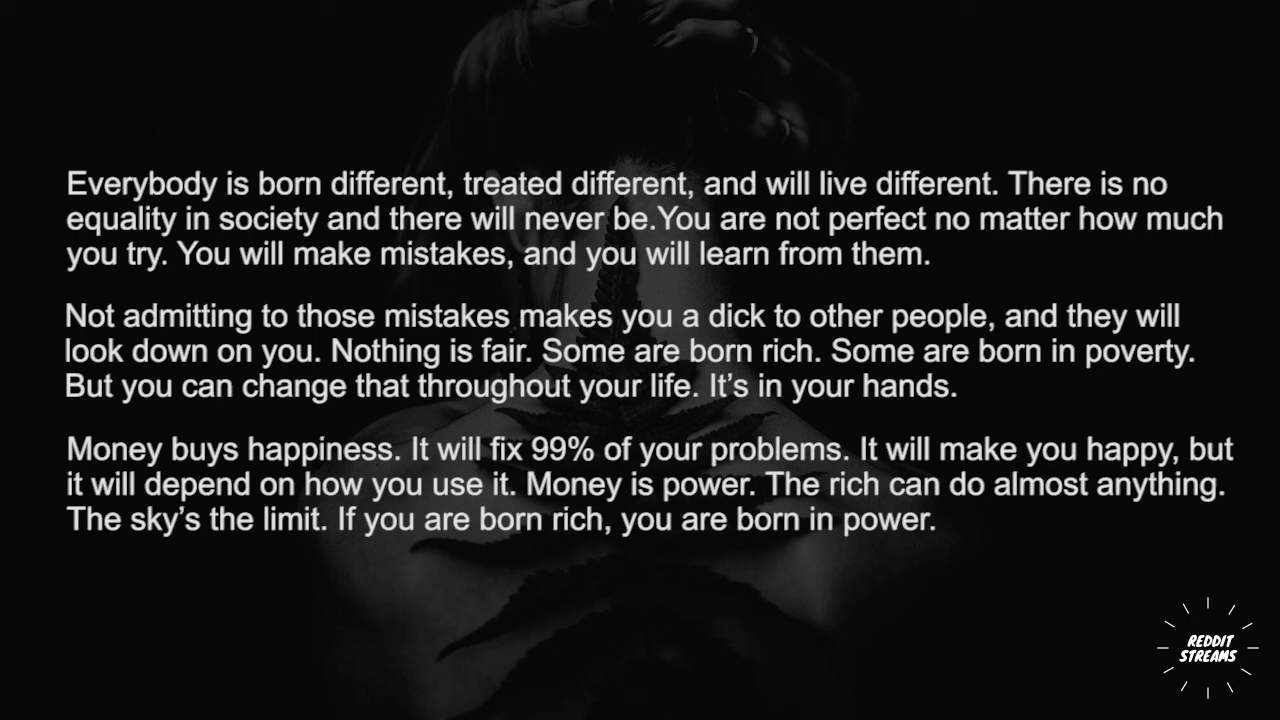 Everybody is born different, treated different, and will live different. There is no
equality in society and there will never be.You are not perfect no matter how much
you try. You will make mistakes, and you will learn from them.
Not admitting to those mistakes makes you a dick to other people, and they will
look down on you. Nothing is fair. Some are born rich. Some are born in poverty.
But you can change that throughout your life. It’s in your hands.
Money buys happiness. It will fix 99% of your problems. It will make you happy, but
it will depend on how you use it. Money is power. The rich can do almost anything.
The sky’s the limit. If you are born rich, you are born in power.
REDDIT
STREAMS